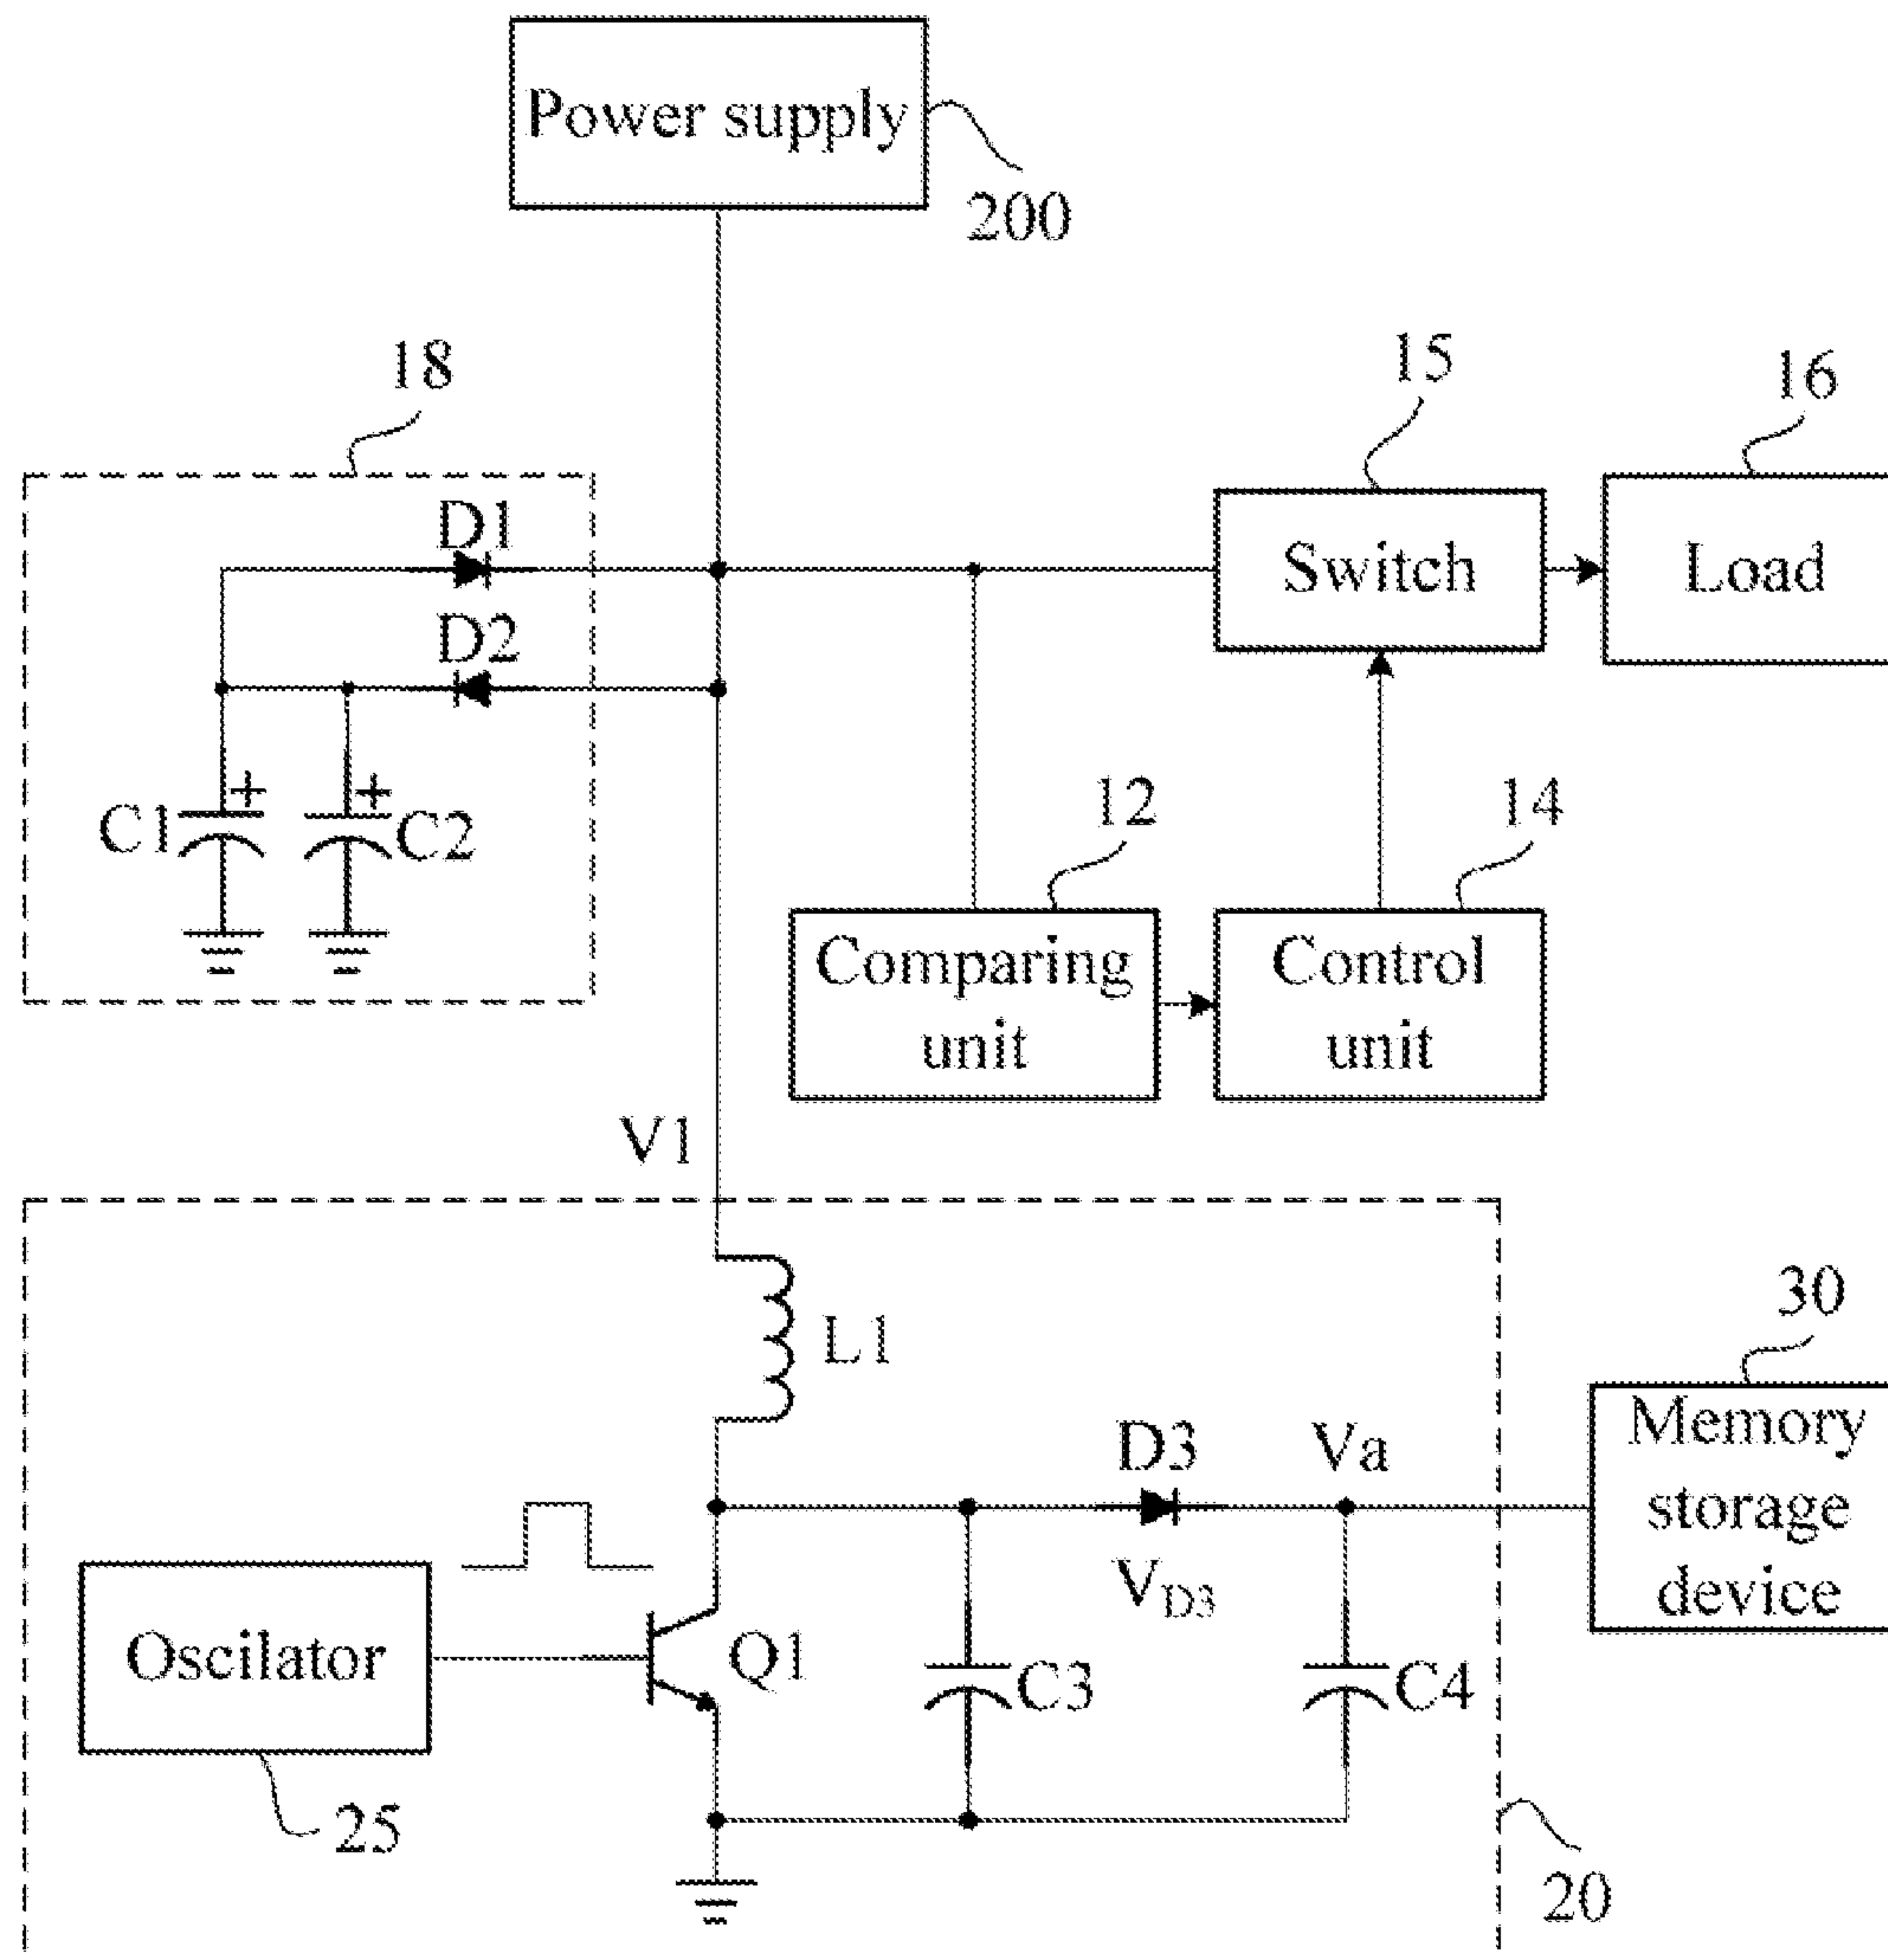 Power supply
200
18
15
16
D1
Switch
Load
D2
C1
+
+
C2
12
14
Comparing
unit
Control
unit
V1
L1
30
Memory
storage
device
D3
Va
VD3
Oscilator
Q1
C3
C4
25
20